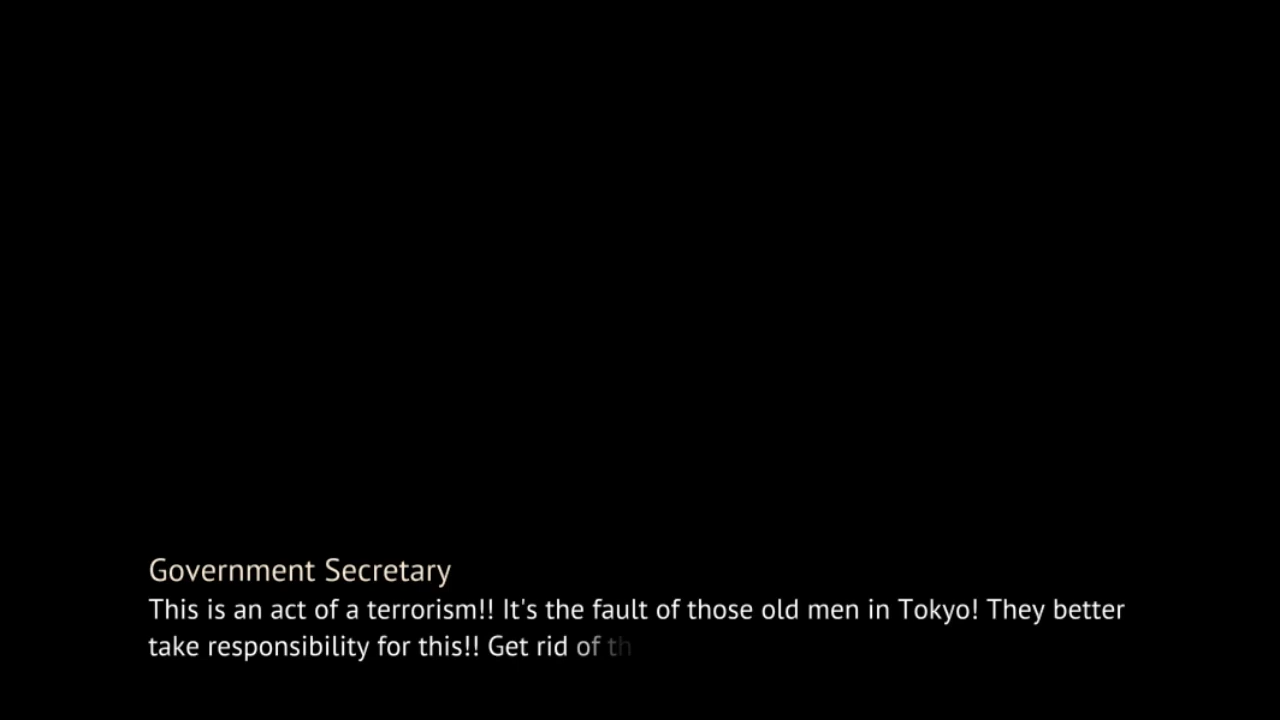 Government Secretary
This is an act of a terrorism!! It's the fault of those old men in Tokyo! They better
take responsibility for this!! Get rid of th